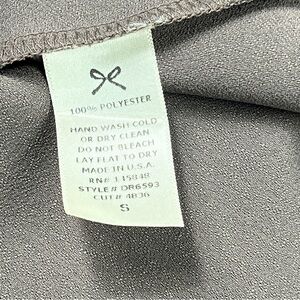 100% POLYESTER
HAND WASH COLD
OR DRY CLEAN
DO NOT BLEACH
LAY FLAT TO DRY
MADE IN U.S.A.
RN# 145848
STYLE# DR6593
CUT# 4836
S